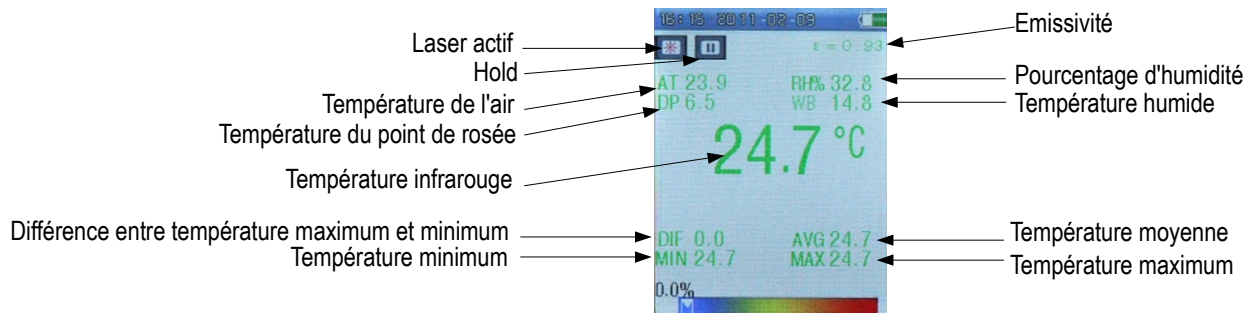 16:15 2011-02-09
Emissivité
Laser actif
ε = 0.93
Hold
Pourcentage d'humidité
AT 23.9 RH% 32.8
Température de l'air
Température humide
DP 6.5 WB 14.8
Température du point de rosée
24.7 °C
Température infrarouge
Différence entre température maximum et minimum
DIF 0.0 AVG 24.7
Température moyenne
Température minimum
MIN 24.7 MAX 24.7
Température maximum
0.0%